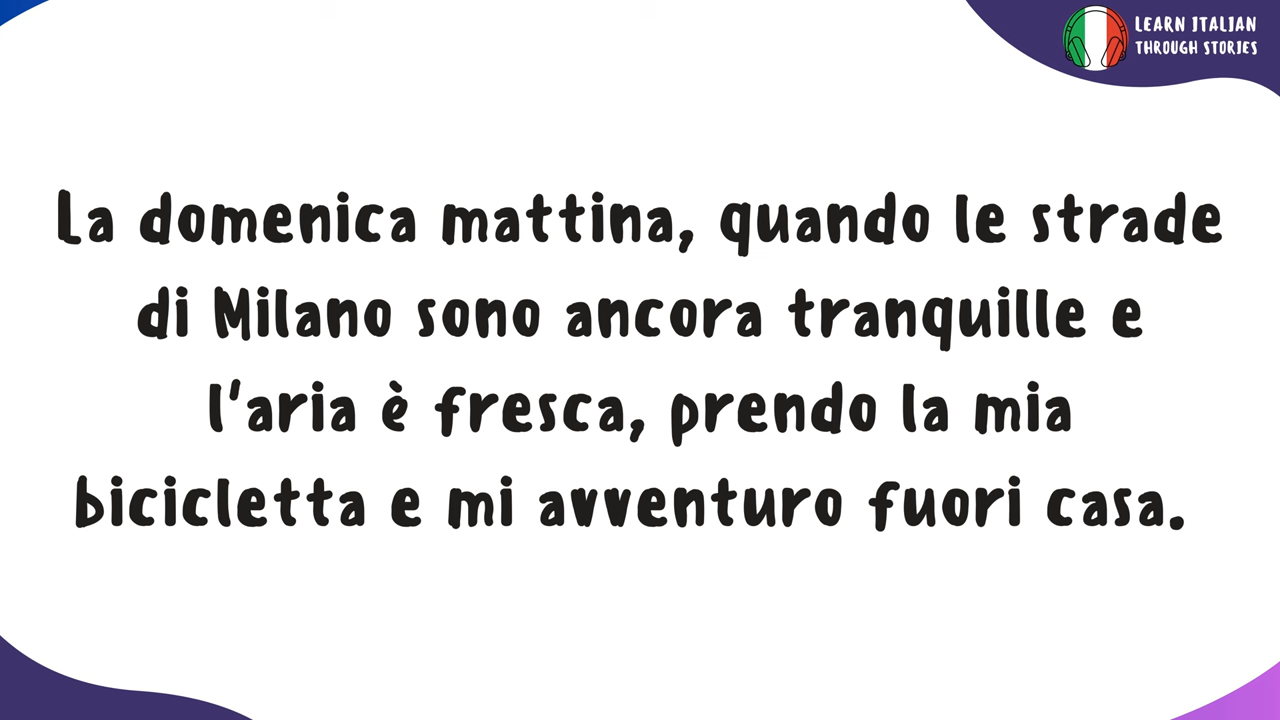 LEARN ITALIAN
THROUGH STORIES
La domenica mattina, quando le strade
di Milano sono ancora tranquille e
l'aria è fresca, prendo la mia
bicicletta e mi avventuro fuori casa.